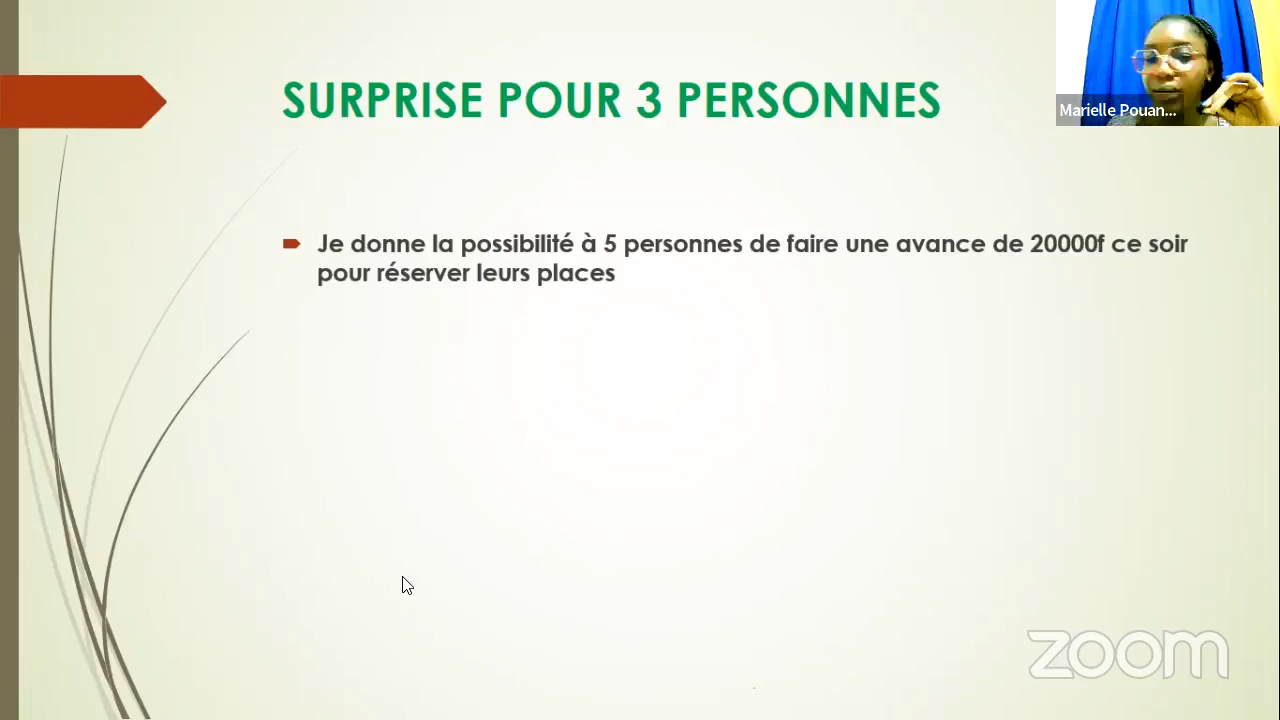 SURPRISE POUR 3 PERSONNES
Marielle Pouan...
Je donne la possibilité à 5 personnes de faire une avance de 20000f ce soir
pour réserver leurs places
zoom